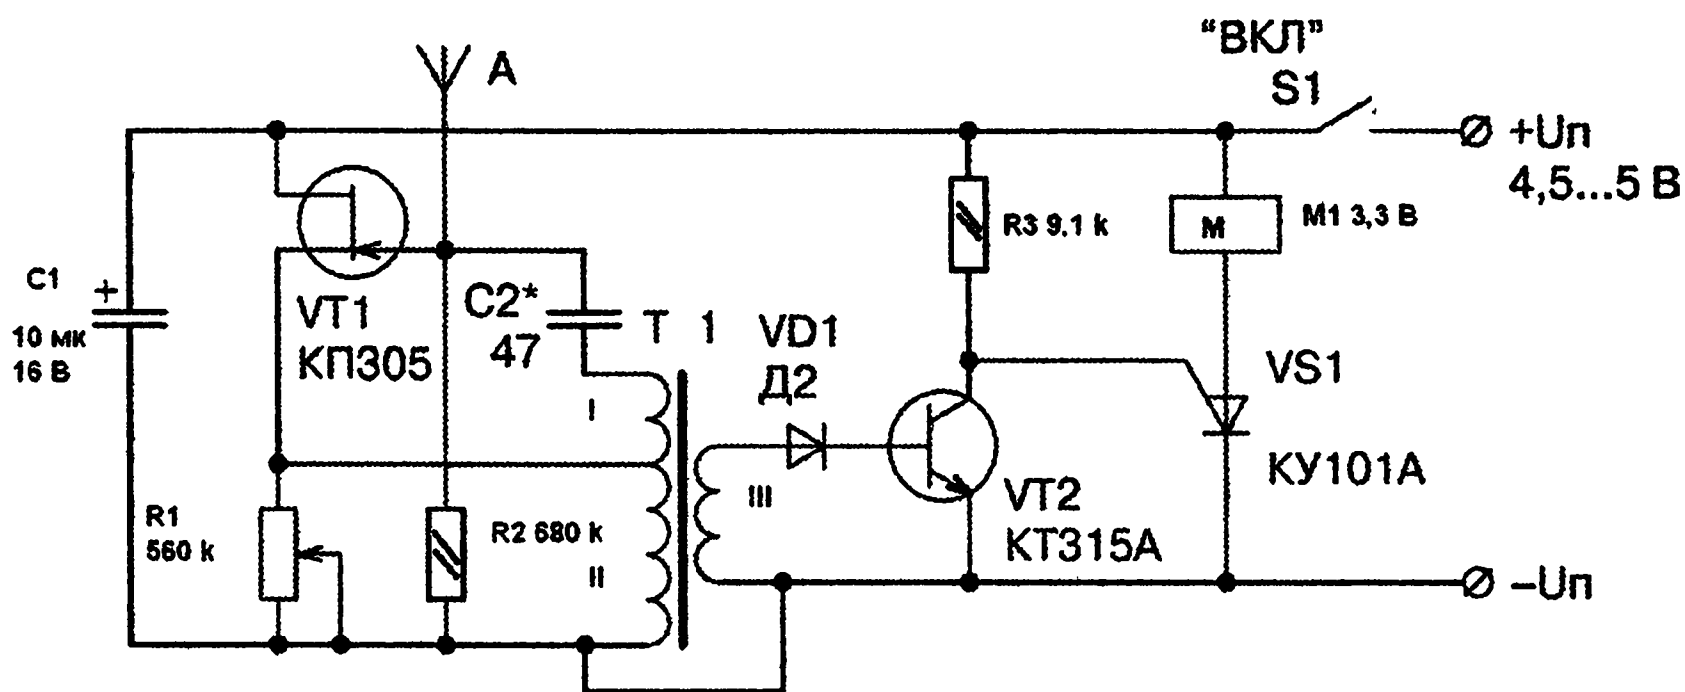 “ВКЛ”
S1
A
+Uп
4,5...5 В
R3 9.1 k
M
М1 3,3 В
C1
+
10 мк
16 В
VT1
КП305
C2*
47
T 1
VD1
Д2
VS1
КУ101А
I
II
III
R1
560 k
R2 680 k
VT2
КТ315А
–Uп